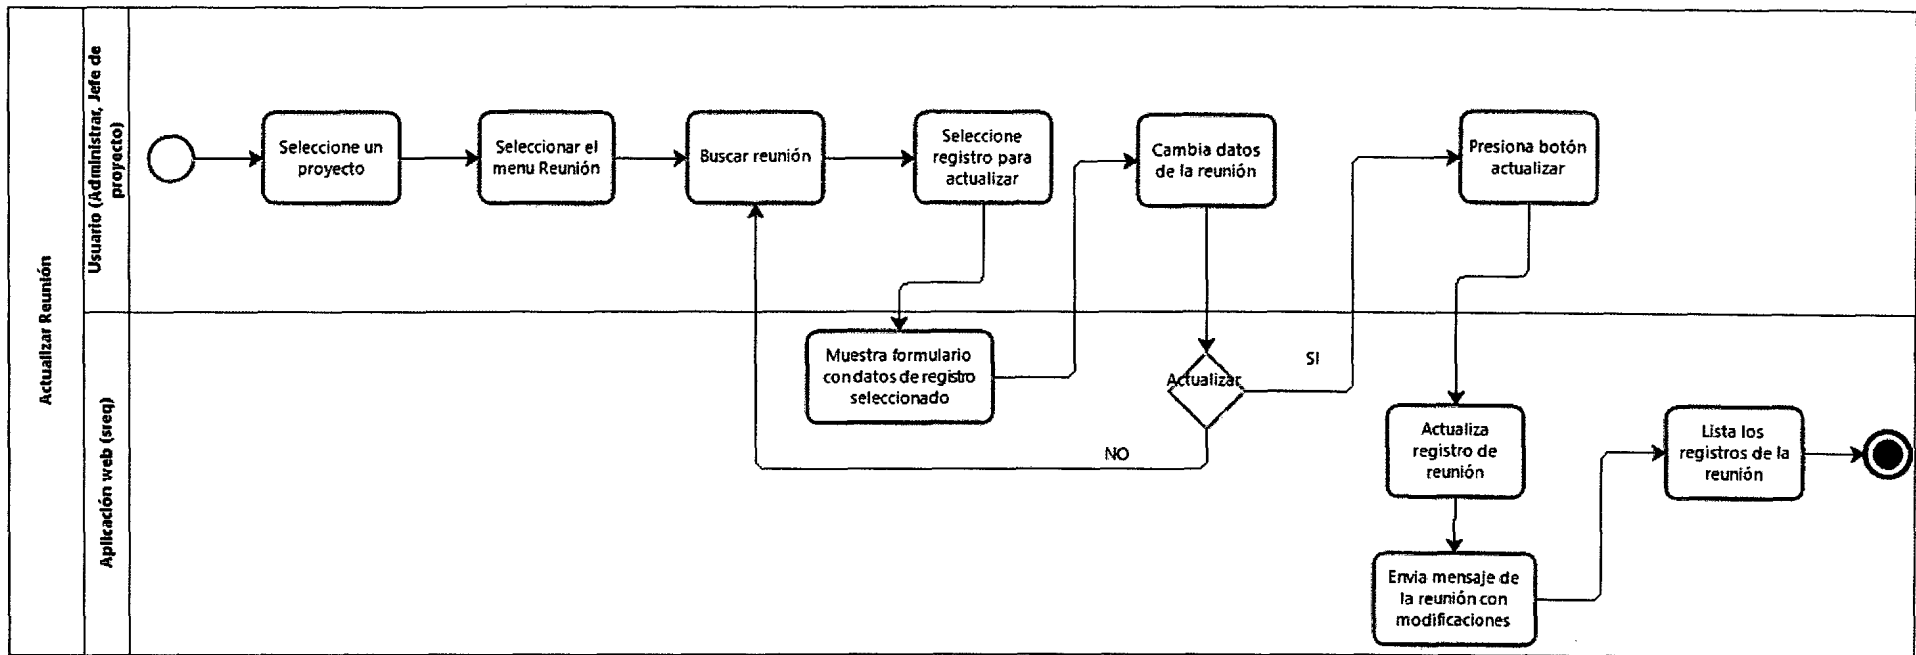 Actualizar Reunión
Usuario (Administrar, Jefe de
proyecto)
Seleccione un
proyecto
Seleccionar el
menu Reunión
Buscar reunión
Seleccione
registro para
actualizar
Cambia datos
de la reunión
Presiona botón
actualizar
Aplicación web (sreq)
Muestra formulario
con datos de registro
seleccionado
Actualizar
SI
NO
Actualiza
registro de
reunión
Envia mensaje de
la reunión con
modificaciones
Lista los
registros de la
reunión